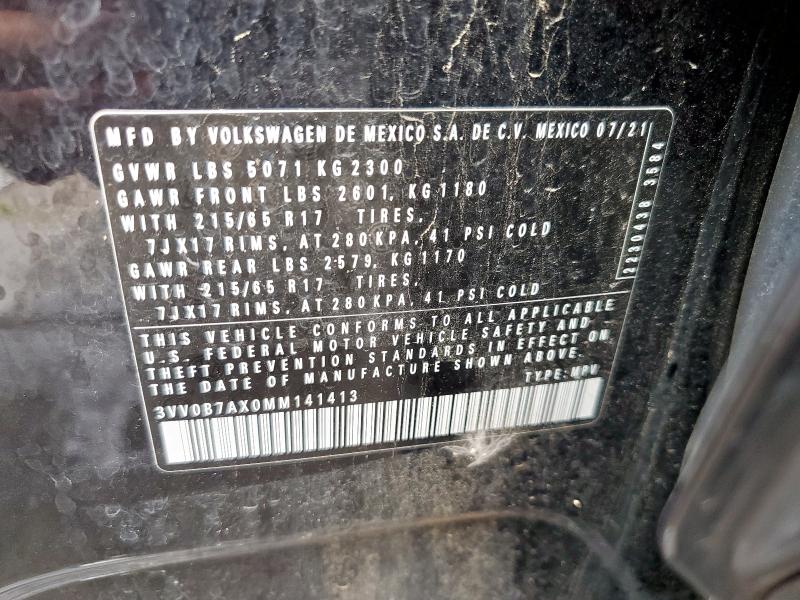 MFD BY VOLKSWAGEN DE MEXICO S.A. DE C.V. MEXICO 07/21
GVWR LBS 5071 KG 2300
GAWR FRONT LBS 2601, KG 1180
WITH 215/65 R17 TIRES,
7JX17 RIMS, AT 280 KPA, 41 PSI COLD
GAWR REAR LBS 2579, KG 1170
WITH 215/65 R17 TIRES,
7JX17 RIMS, AT 280 KPA, 41 PSI COLD
2230438 3584
THIS VEHICLE CONFORMS TO ALL APPLICABLE
U.S. FEDERAL MOTOR VEHICLE SAFETY AND
THEFT PREVENTION STANDARDS IN EFFECT ON
THE DATE OF MANUFACTURE SHOWN ABOVE.
3VV0B7AX0MM141413 TYPE: MPV